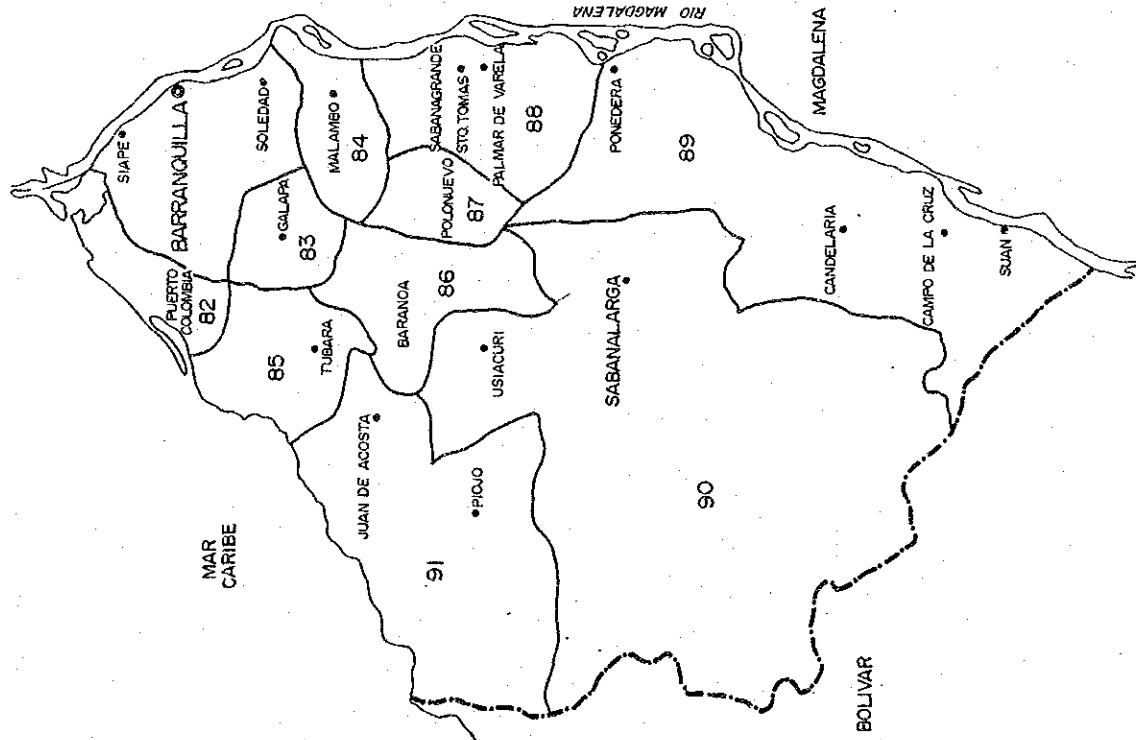 RIO MAGDALENA
MAGDALENA
MAR
CARIBE
BOLIVAR
SIAPE
BARRANQUILLA
SOLEDAD
PUERTO
COLOMBIA
82
GALAPA
83
MALAMBO
84
SABANAGRANDE
STO. TOMAS
PALMAR DE VARELA
88
POLONUEVO
87
PONEDERA
89
TUBARA
85
BARANOA
86
USIACURI
JUAN DE ACOSTA
PIOJO
91
SABANALARGA
90
CANDELARIA
CAMPO DE LA CRUZ
SUAN